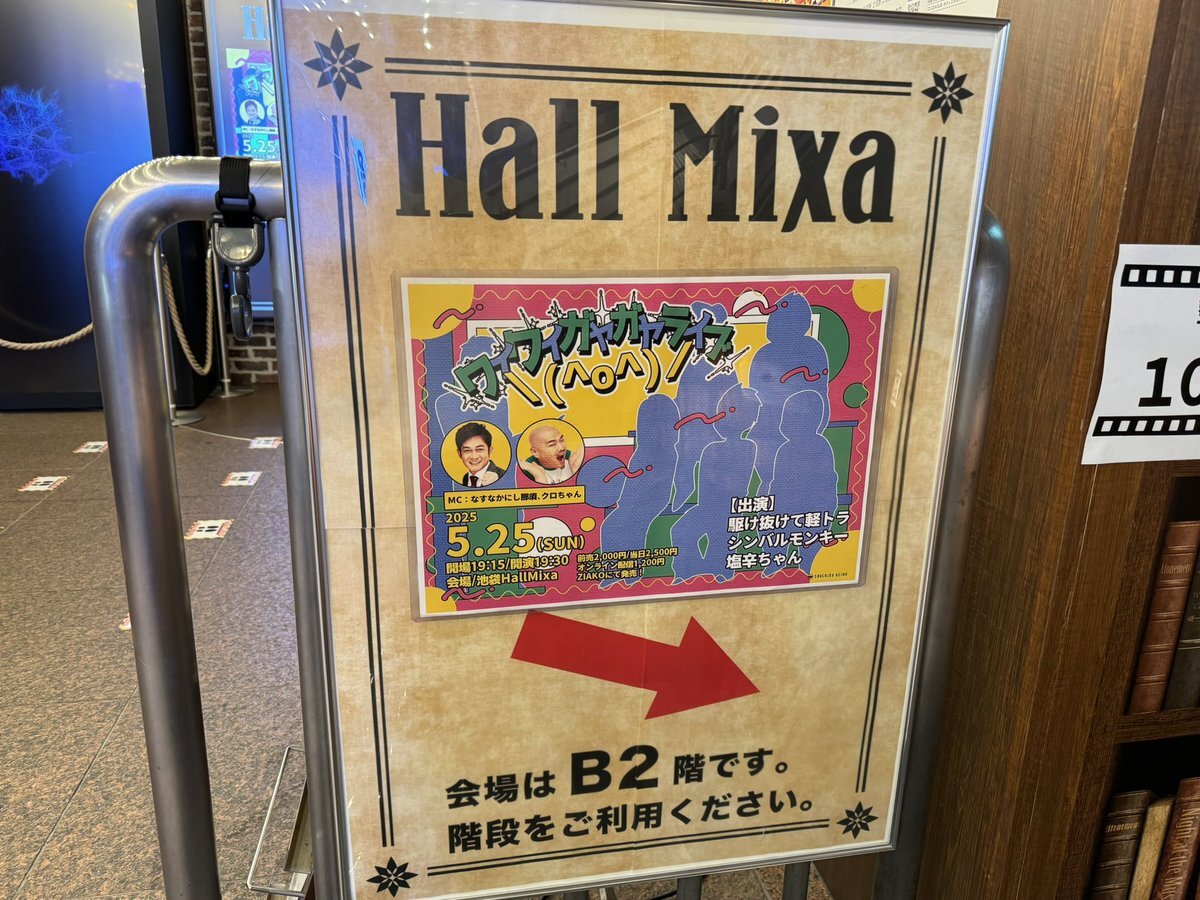 Hall Mixa
ワイワイガヤガヤライブ
\(^o^)/
MC：なすなかにし那須、クロちゃん
2025
5.25(SUN)
開場19:15/開演19:30
会場/池袋HallMixa
前売2,000円/当日2,500円
オンライン配信1,200円
ZIAKOにて発売！
【出演】
駆け抜けて軽トラ
シンバルモンキー
塩辛ちゃん
SHOCHIKU GEINO
会場は B2 階です。
階段をご利用ください。
10
5.25
Atonement